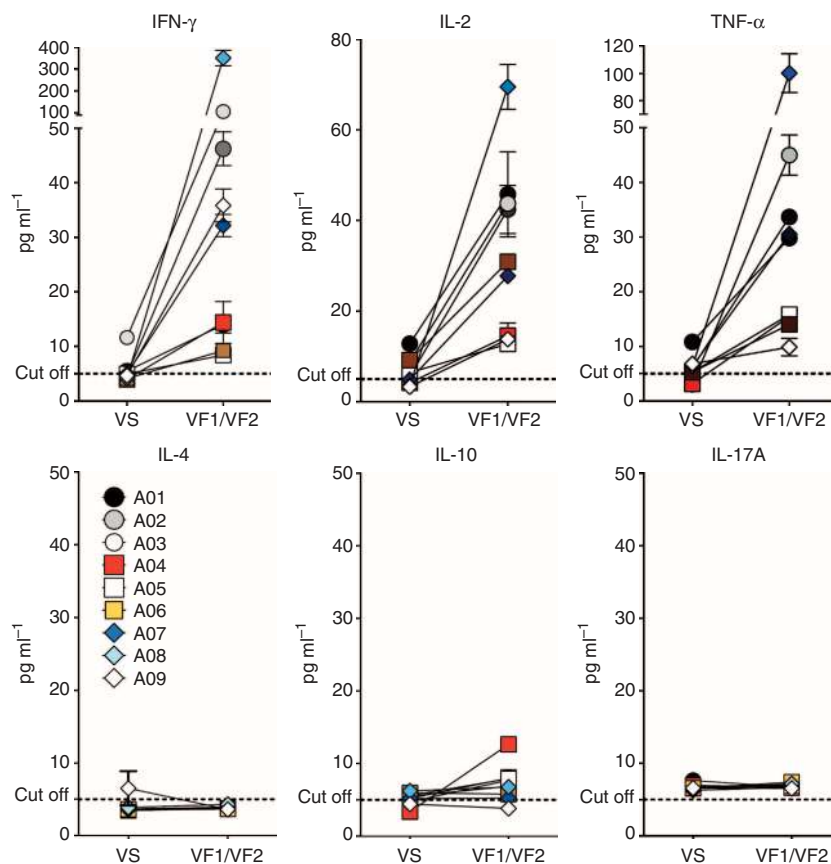 IFN-γ
400
300
200
100
50
40
30
20
10
Cut off
0
pg ml⁻¹
VS
VF1/VF2
IL-2
80
60
40
20
Cut off
0
pg ml⁻¹
VS
VF1/VF2
TNF-α
120
100
80
60
50
40
30
20
10
Cut off
0
pg ml⁻¹
VS
VF1/VF2
IL-4
50
40
30
20
10
Cut off
0
pg ml⁻¹
A01
A02
A03
A04
A05
A06
A07
A08
A09
VS
VF1/VF2
IL-10
50
40
30
20
10
Cut off
0
pg ml⁻¹
VS
VF1/VF2
IL-17A
50
40
30
20
10
Cut off
0
pg ml⁻¹
VS
VF1/VF2